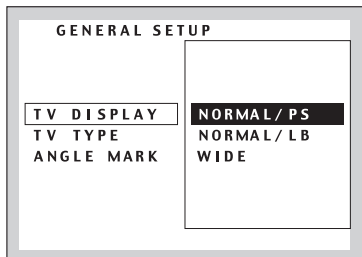 GENERAL SETUP
TV DISPLAY NORMAL/PS
TV TYPE NORMAL/LB
ANGLE MARK WIDE